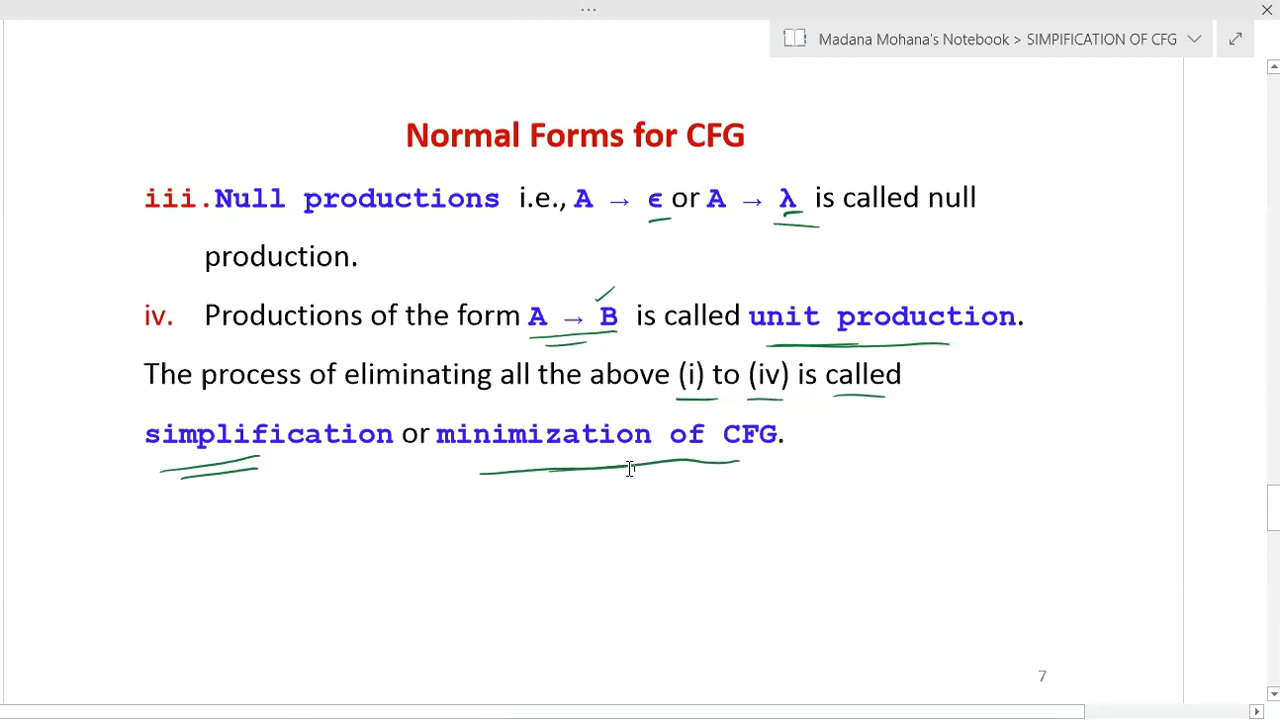 Madana Mohana's Notebook > SIMPIFICATION OF CFG
Normal Forms for CFG
iii.Null productions i.e., A → ϵ or A → λ is called null
production.
iv. Productions of the form A → B is called unit production.
The process of eliminating all the above (i) to (iv) is called
simplification or minimization of CFG.
7